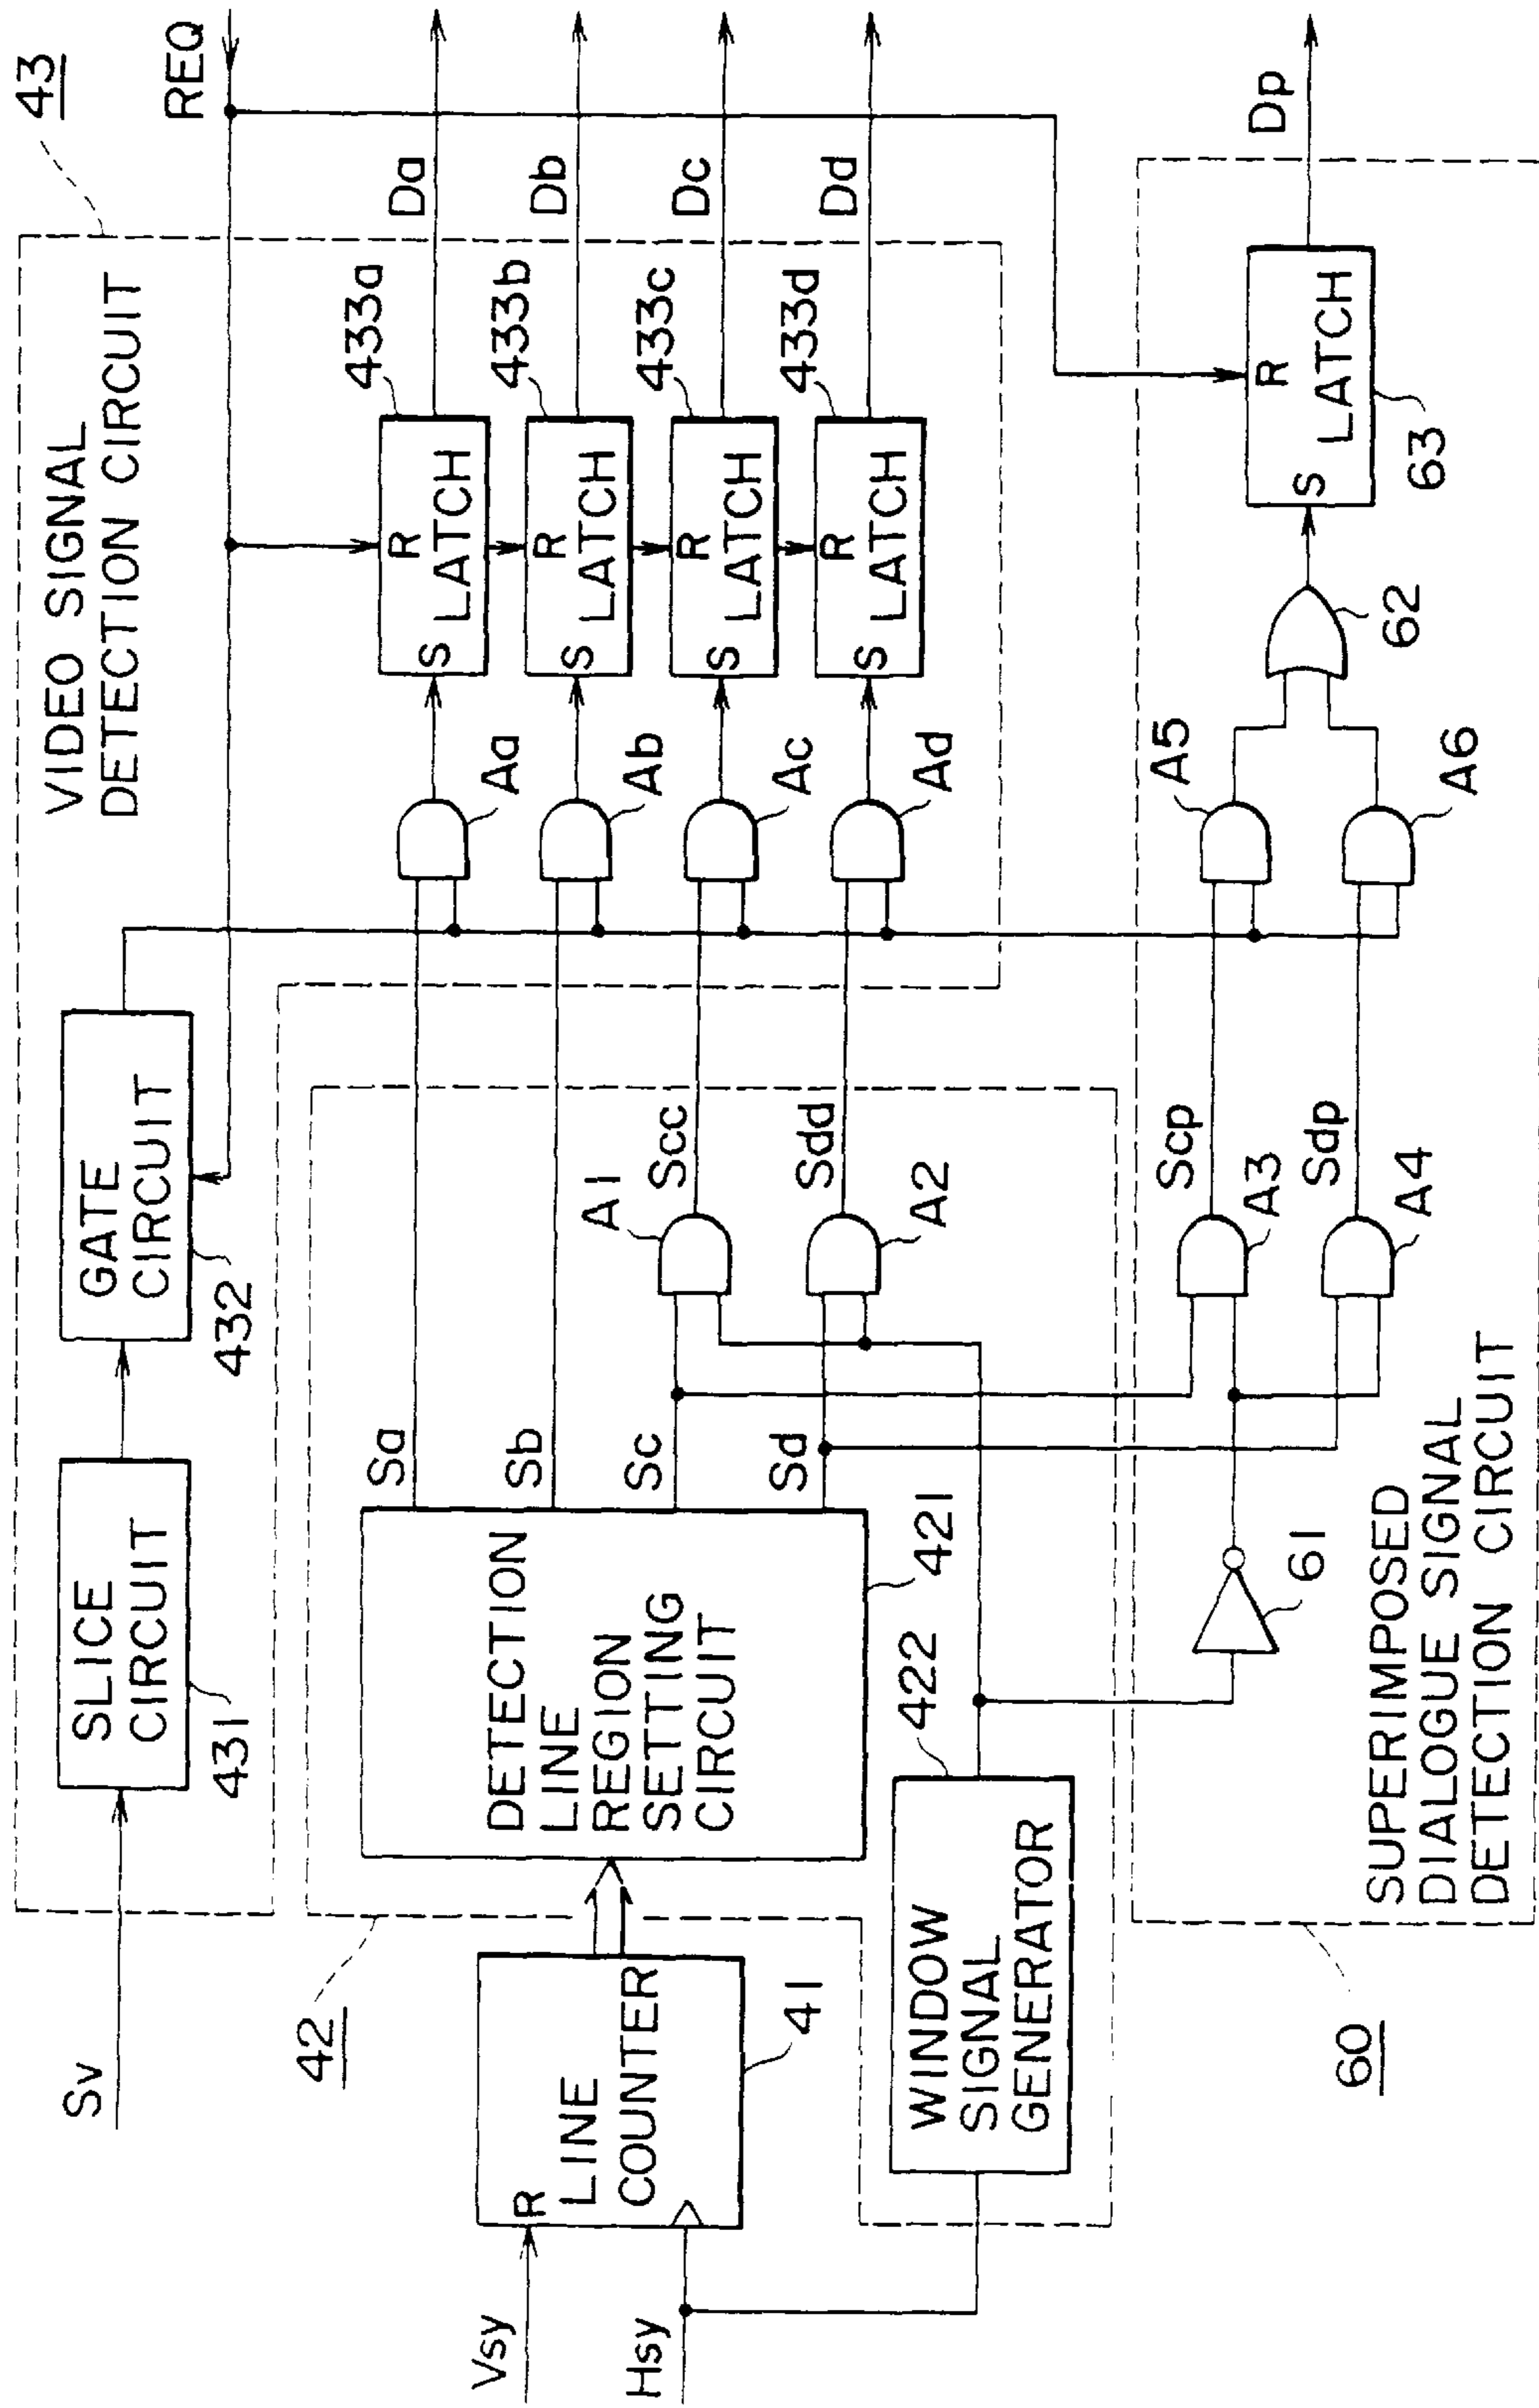 VIDEO SIGNAL
DETECTION CIRCUIT
43
REQ
Sv
SLICE
CIRCUIT
431
GATE
CIRCUIT
432
Sa
Sb
Sc
Sd
Scc
Sdd
A1
A2
Aa
Ab
Ac
Ad
R
S
LATCH
433a
Da
R
S
LATCH
433b
Db
R
S
LATCH
433c
Dc
R
S
LATCH
433d
Dd
42
Vsy
Hsy
R
LINE
COUNTER
41
DETECTION
LINE
REGION
SETTING
CIRCUIT
421
WINDOW
SIGNAL
GENERATOR
422
60
61
Scp
Sdp
A3
A4
A5
A6
62
R
S
LATCH
63
Dp
SUPERIMPOSED
DIALOGUE SIGNAL
DETECTION CIRCUIT